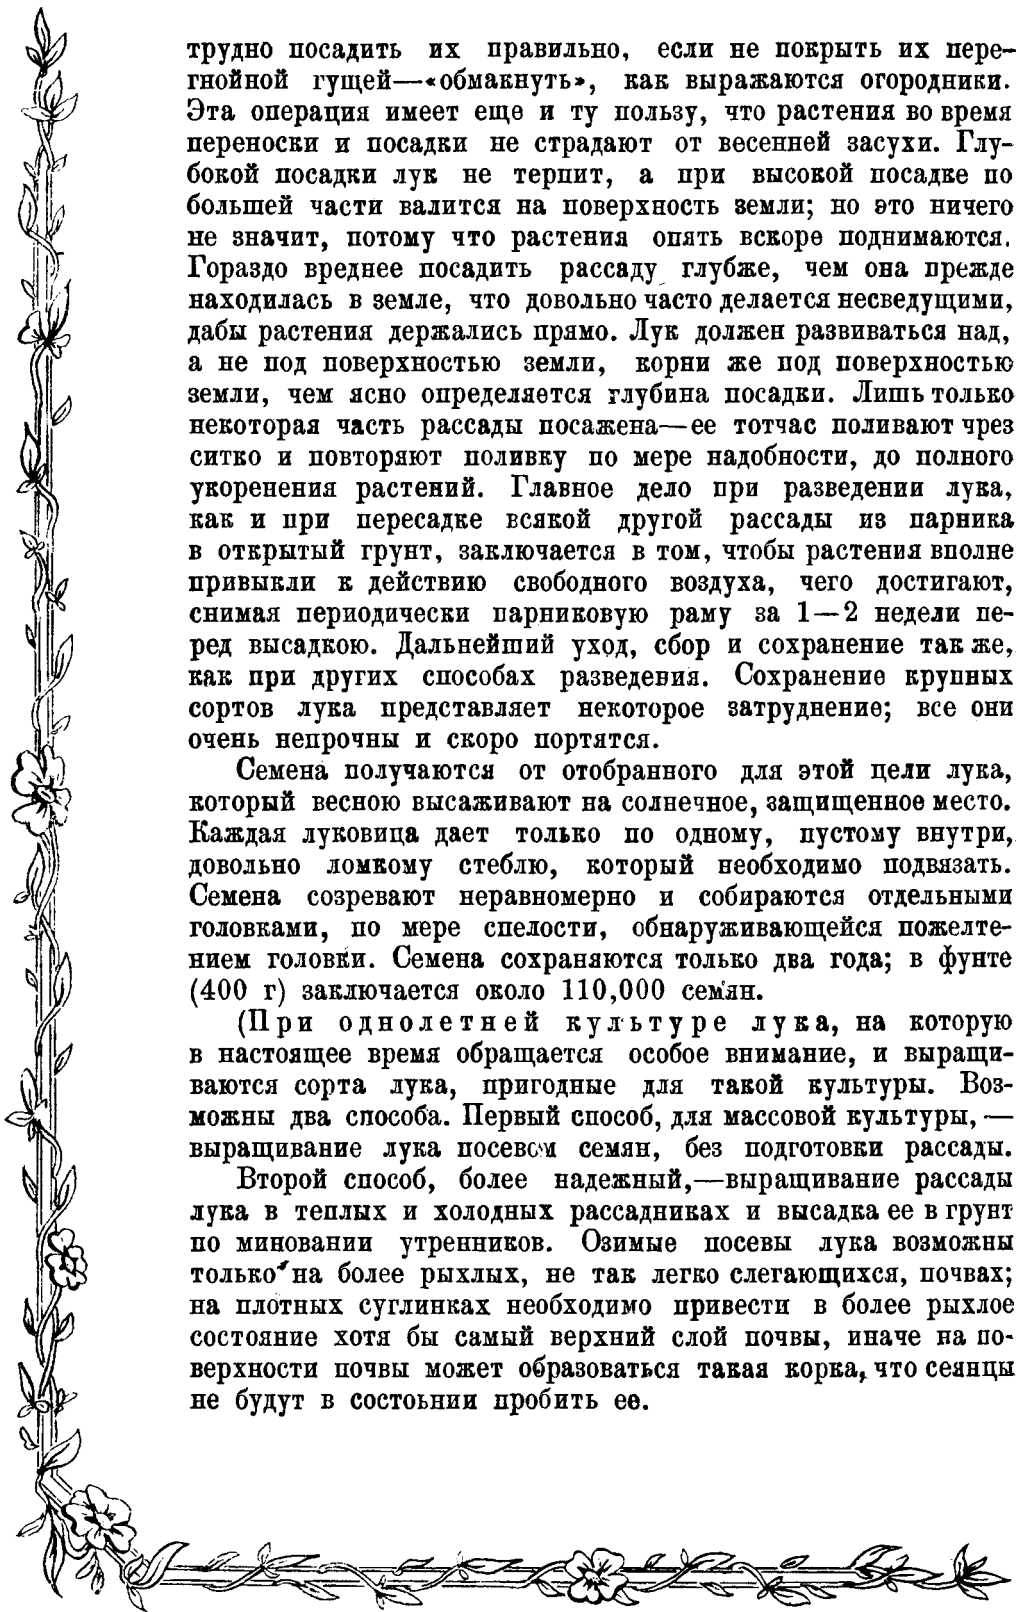 трудно посадить их правильно, если не покрыть их пере-
гнойной гущей—«обмакнуть», как выражаются огородники.
Эта операция имеет еще и ту пользу, что растения во время
переноски и посадки не страдают от весенней засухи. Глу-
бокой посадки лук не терпит, а при высокой посадке по
большей части валится на поверхность земли; но это ничего
не значит, потому что растения опять вскоре поднимаются.
Гораздо вреднее посадить рассаду глубже, чем она прежде
находилась в земле, что довольно часто делается несведущими,
дабы растения держались прямо. Лук должен развиваться над,
а не под поверхностью земли, корни же под поверхностью
земли, чем ясно определяется глубина посадки. Лишь только
некоторая часть рассады посажена—ее тотчас поливают чрез
ситко и повторяют поливку по мере надобности, до полного
укоренения растений. Главное дело при разведении лука,
как и при пересадке всякой другой рассады из парника
в открытый грунт, заключается в том, чтобы растения вполне
привыкли к действию свободного воздуха, чего достигают,
снимая периодически парниковую раму за 1—2 недели пе-
ред высадкою. Дальнейший уход, сбор и сохранение так же,
как при других способах разведения. Сохранение крупных
сортов лука представляет некоторое затруднение; все они
очень непрочны и скоро портятся.
Семена получаются от отобранного для этой цели лука,
который весною высаживают на солнечное, защищенное место.
Каждая луковица дает только по одному, пустому внутри,
довольно ломкому стеблю, который необходимо подвязать.
Семена созревают неравномерно и собираются отдельными
головками, по мере спелости, обнаруживающейся пожелте-
нием головки. Семена сохраняются только два года; в фунте
(400 г) заключается около 110,000 семян.
(При однолетней культуре лука, на которую
в настоящее время обращается особое внимание, и выращи-
ваются сорта лука, пригодные для такой культуры. Воз-
можны два способа. Первый способ, для массовой культуры, —
выращивание лука посевом семян, без подготовки рассады.
Второй способ, более надежный,—выращивание рассады
лука в теплых и холодных рассадниках и высадка ее в грунт
по миновании утренников. Озимые посевы лука возможны
только на более рыхлых, не так легко слегающихся, почвах;
на плотных суглинках необходимо привести в более рыхлое
состояние хотя бы самый верхний слой почвы, иначе на по-
верхности почвы может образоваться такая корка, что сеянцы
не будут в состоьнии пробить ее.